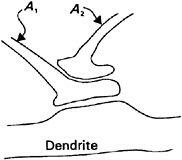 A₁ A₂
Dendrite